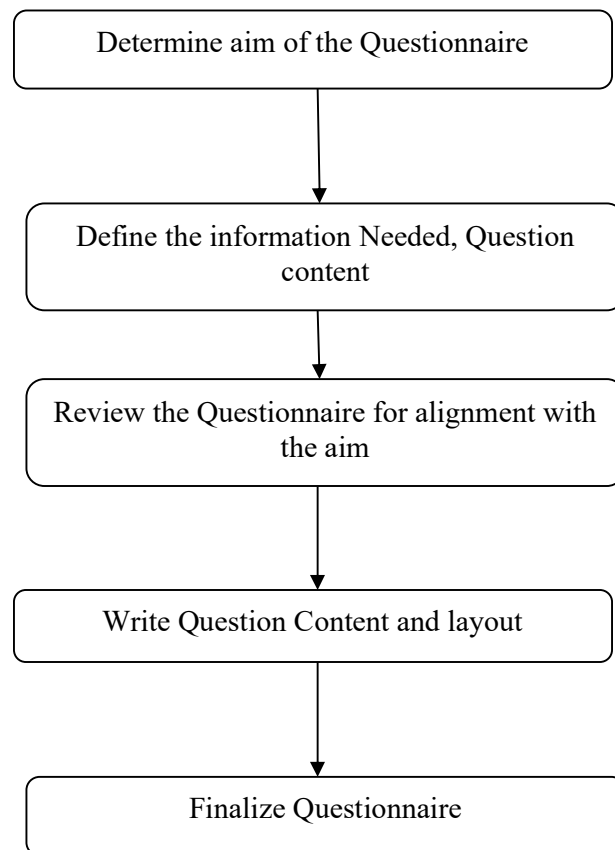 Determine aim of the Questionnaire
Define the information Needed, Question
content
Review the Questionnaire for alignment with
the aim
Write Question Content and layout
Finalize Questionnaire